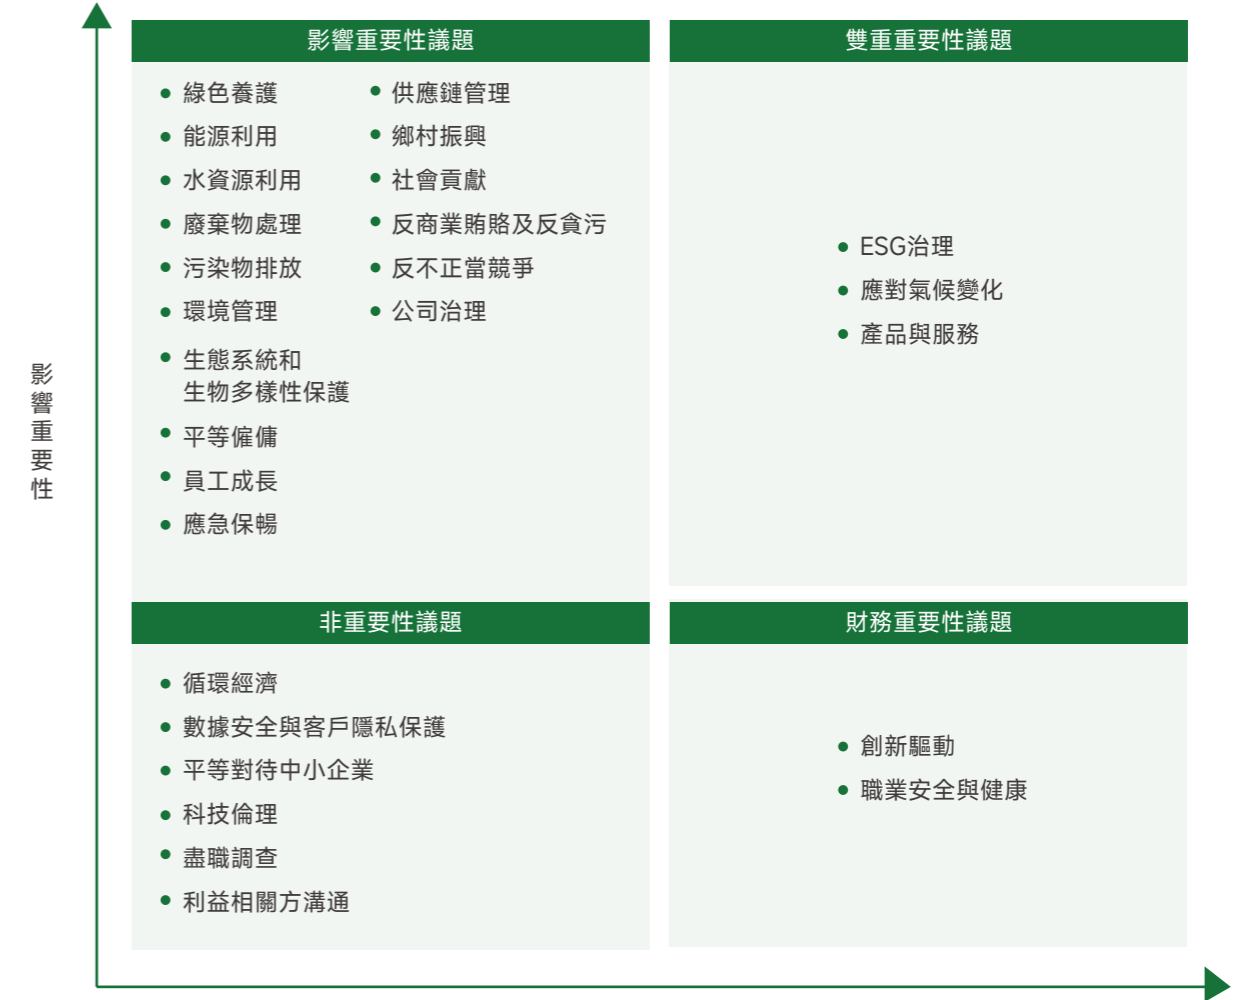 影響重要性
影響重要性議題
綠色養護
能源利用
水資源利用
廢棄物處理
污染物排放
環境管理
生態系統和
生物多樣性保護
平等僱傭
員工成長
應急保暢
供應鏈管理
鄉村振興
社會貢獻
反商業賄賂及反貪污
反不正當競爭
公司治理
雙重重要性議題
ESG治理
應對氣候變化
產品與服務
非重要性議題
循環經濟
數據安全與客戶隱私保護
平等對待中小企業
科技倫理
盡職調查
利益相關方溝通
財務重要性議題
創新驅動
職業安全與健康